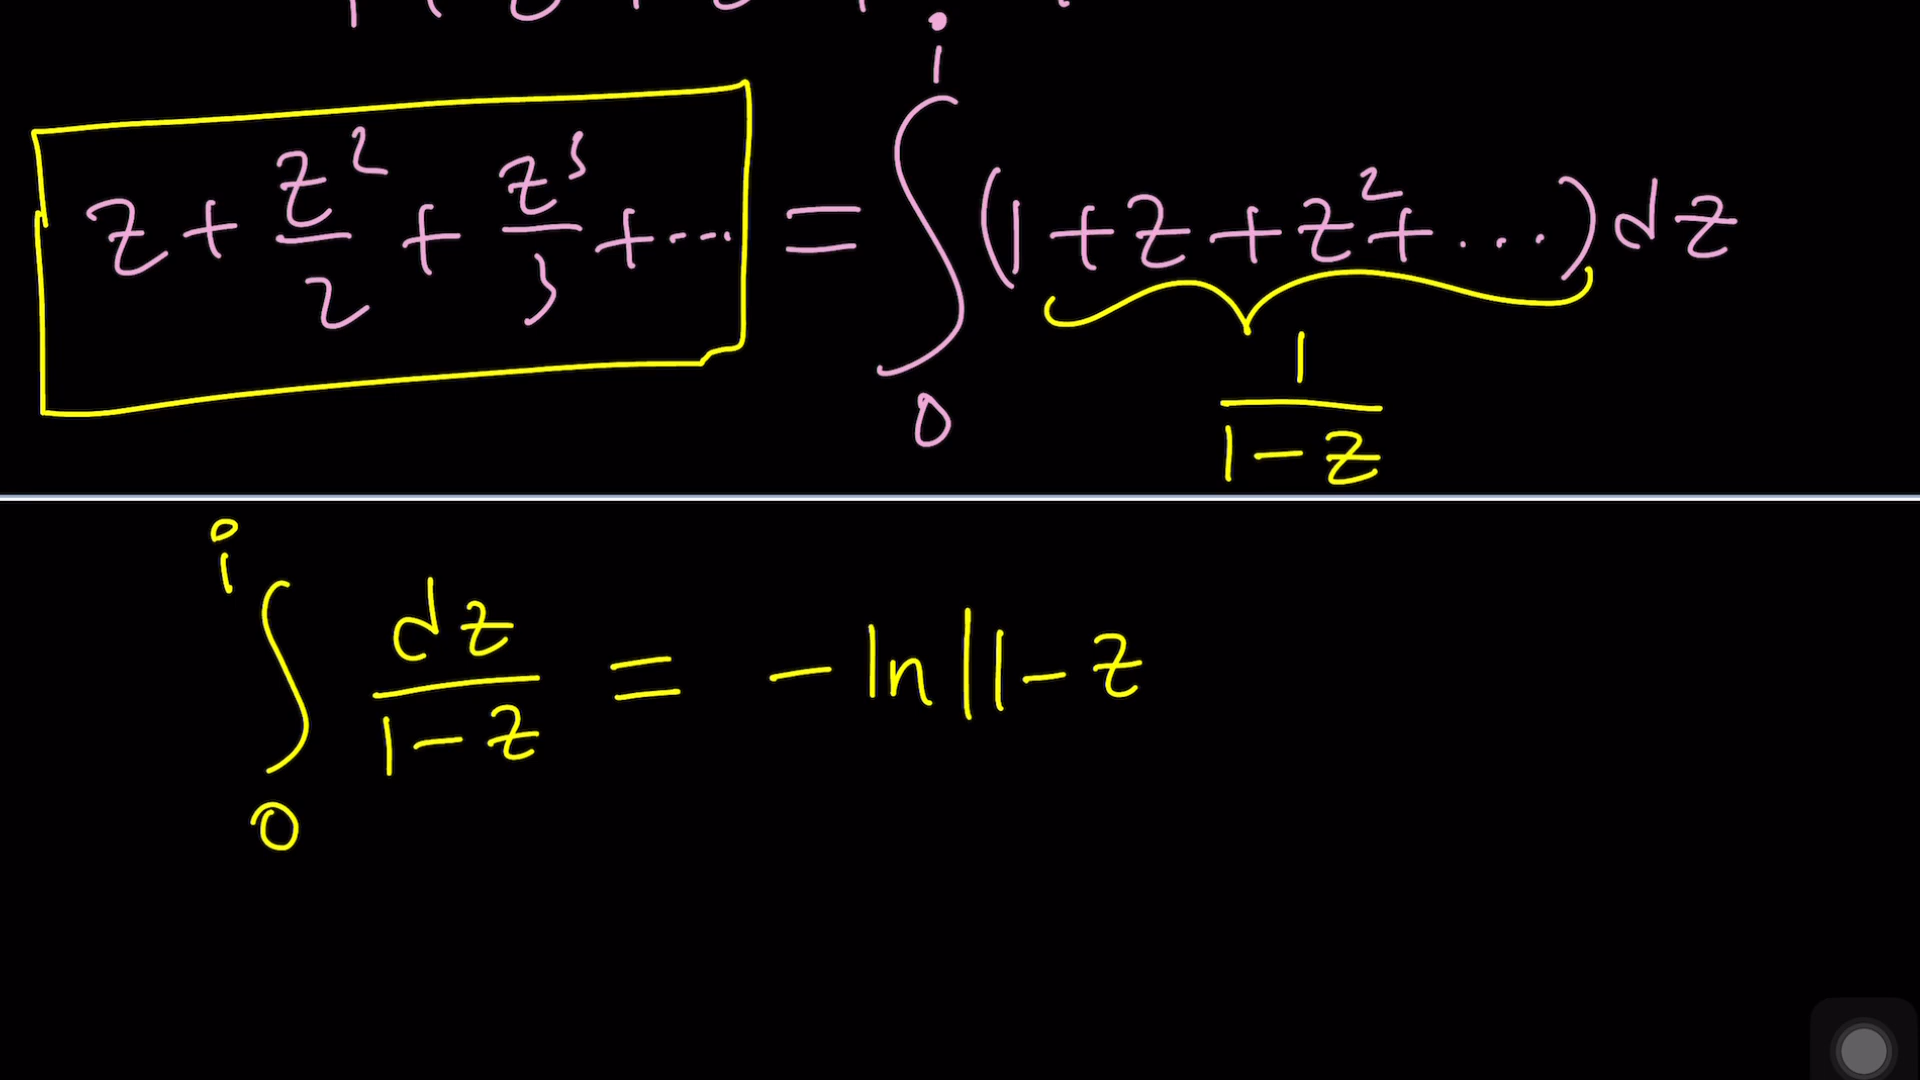 z + z²/2 + z³/3 + ... = ∫₀ⁱ (1 + z + z² + ...) dz
1/(1 - z)
∫₀ⁱ dz/(1 - z) = - ln |1 - z